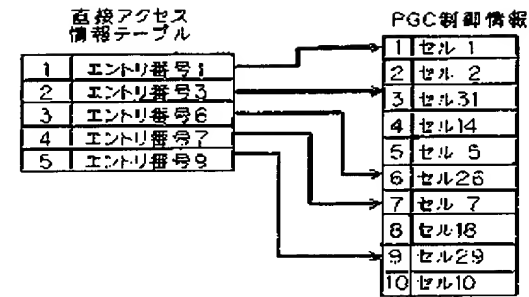 直接アクセス
情報テーブル
1 エントリ番号1
2 エントリ番号3
3 エントリ番号6
4 エントリ番号7
5 エントリ番号9
PGC制御情報
1 セル 1
2 セル 2
3 セル31
4 セル14
5 セル 5
6 セル26
7 セル 7
8 セル18
9 セル29
10 セル10